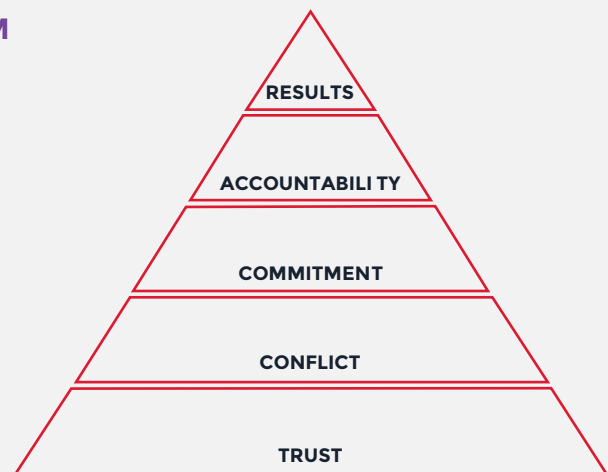 M
RESULTS
ACCOUNTABILI TY
COMMITMENT
CONFLICT
TRUST